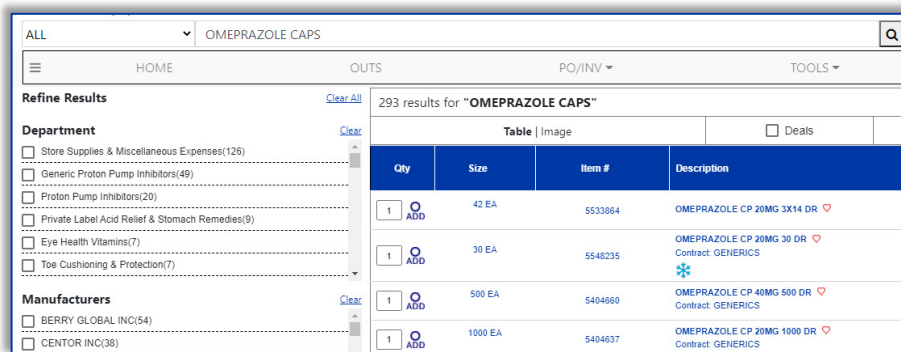 ALL
OMEPRAZOLE CAPS
HOME
OUTS
PO/INV
TOOLS
Refine Results
Clear All
Department
Clear
Store Supplies & Miscellaneous Expenses(126)
Generic Proton Pump Inhibitors(49)
Proton Pump Inhibitors(20)
Private Label Acid Relief & Stomach Remedies(9)
Eye Health Vitamins(7)
Toe Cushioning & Protection(7)
Manufacturers
Clear
BERRY GLOBAL INC(54)
CENTOR INC(38)
293 results for "OMEPRAZOLE CAPS"
Table | Image
Deals
Qty Size Item # Description
1 ADD 42 EA 5533864 OMEPRAZOLE CP 20MG 3X14 DR
1 ADD 30 EA 5548235 OMEPRAZOLE CP 20MG 30 DR
Contract: GENERICS
1 ADD 500 EA 5404660 OMEPRAZOLE CP 40MG 500 DR
Contract: GENERICS
1 ADD 1000 EA 5404637 OMEPRAZOLE CP 20MG 1000 DR
Contract: GENERICS